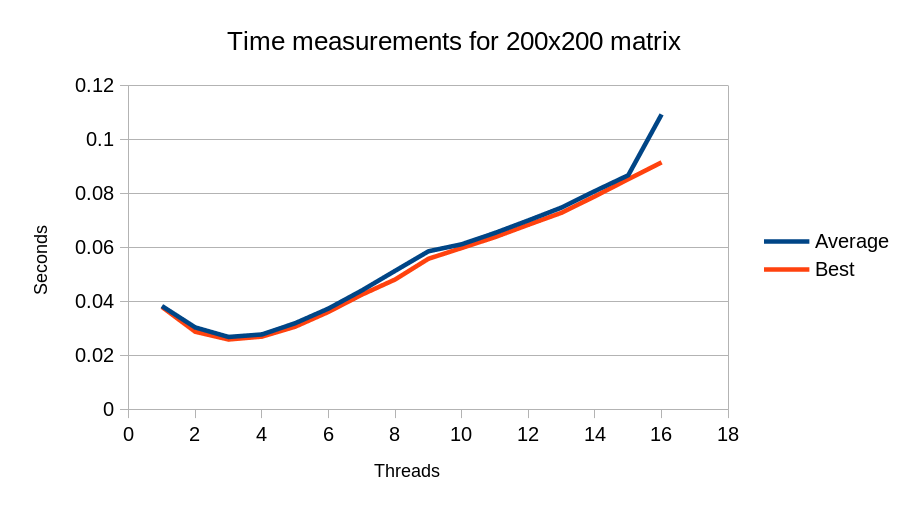 Time measurements for 200x200 matrix
0.12
0.1
0.08
0.06
0.04
0.02
0
Seconds
0 2 4 6 8 10 12 14 16 18
Threads
Average
Best